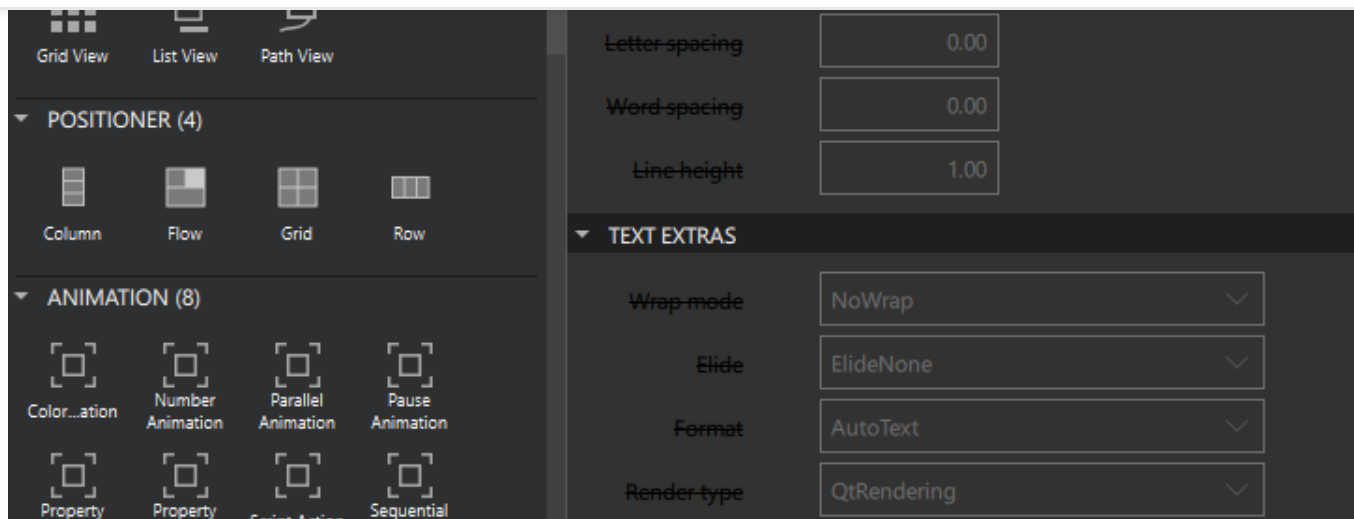 Grid View List View Path View
POSITIONER (4)
Column Flow Grid Row
ANIMATION (8)
Color...ation Number Animation Parallel Animation Pause Animation
Property Property Script Action Sequential
Letter spacing 0.00
Word spacing 0.00
Line height 1.00
TEXT EXTRAS
Wrap mode NoWrap
Elide ElideNone
Format AutoText
Render type QtRendering